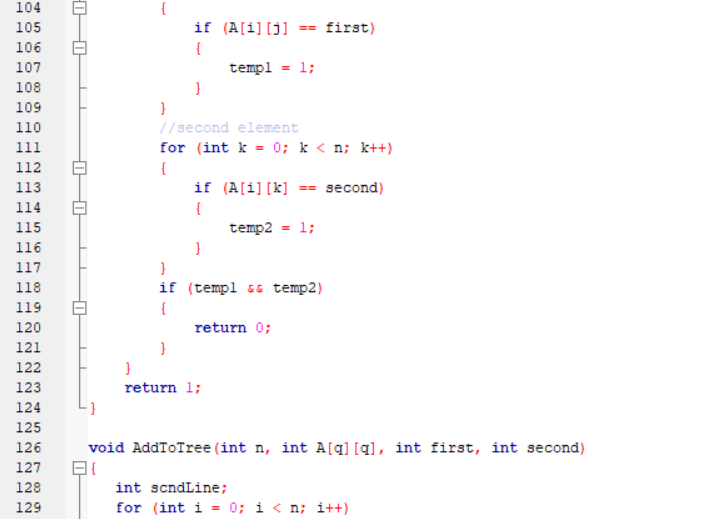 104 {
105 if (A[i][j] == first)
106 {
107 temp1 = 1;
108 }
109 }
110 //second element
111 for (int k = 0; k < n; k++)
112 {
113 if (A[i][k] == second)
114 {
115 temp2 = 1;
116 }
117 }
118 if (temp1 && temp2)
119 {
120 return 0;
121 }
122 }
123 return 1;
124 }
125
126 void AddToTree(int n, int A[q][q], int first, int second)
127 {
128 int scndLine;
129 for (int i = 0; i < n; i++)